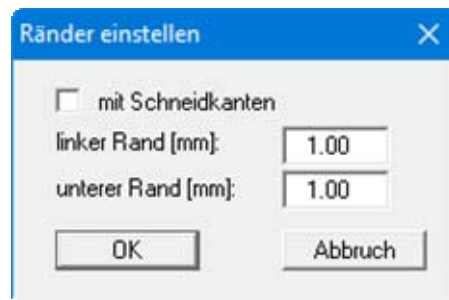 Ränder einstellen
mit Schneidkanten
linker Rand [mm]: 1.00
unterer Rand [mm]: 1.00
OK Abbruch